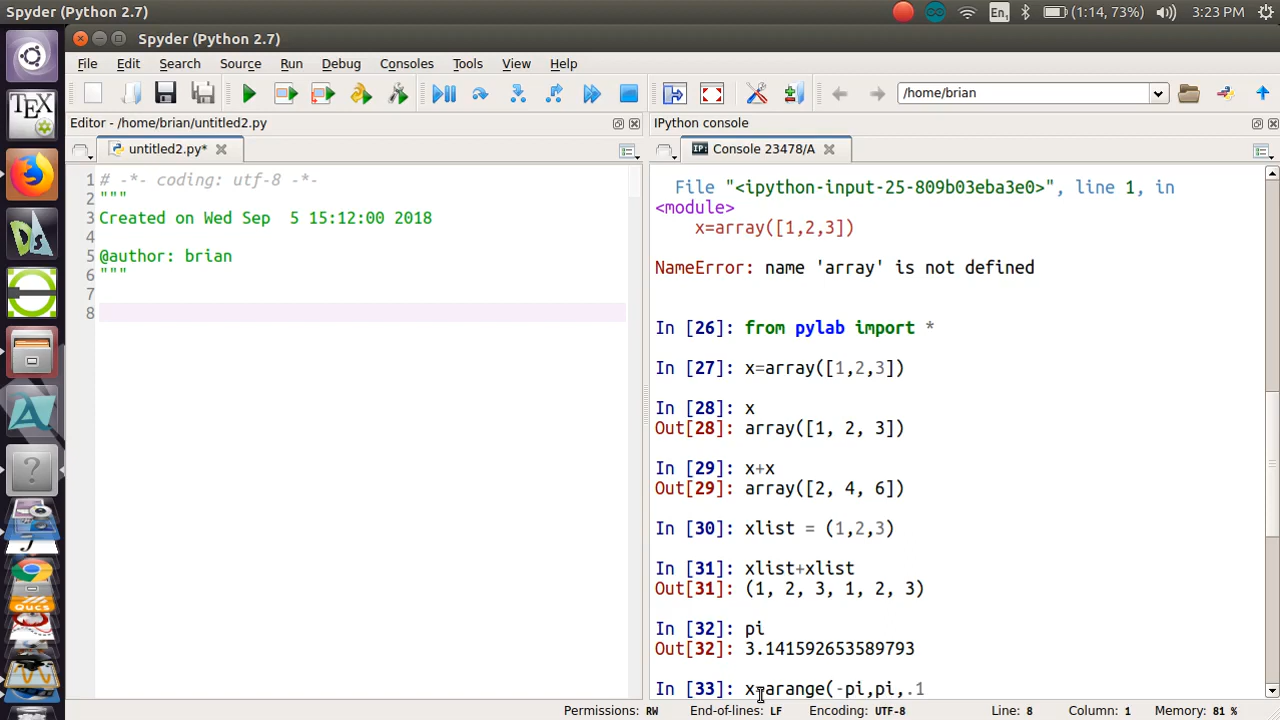 Spyder (Python 2.7)
En1
(1:14, 73%)
3:23 PM
Spyder (Python 2.7)
File Edit Search Source Run Debug Consoles Tools View Help
/home/brian
Editor - /home/brian/untitled2.py
IPython console
untitled2.py*
Console 23478/A
1 # -*- coding: utf-8 -*-
2 """
3 Created on Wed Sep  5 15:12:00 2018
4
5 @author: brian
6 """
7
8
File "<ipython-input-25-809b03eba3e0>", line 1, in
<module>
x=array([1,2,3])
NameError: name 'array' is not defined
In [26]: from pylab import *
In [27]: x=array([1,2,3])
In [28]: x
Out[28]: array([1, 2, 3])
In [29]: x+x
Out[29]: array([2, 4, 6])
In [30]: xlist = (1,2,3)
In [31]: xlist+xlist
Out[31]: (1, 2, 3, 1, 2, 3)
In [32]: pi
Out[32]: 3.141592653589793
In [33]: x=arange(-pi,pi,.1
Permissions: RW End-of-lines: LF Encoding: UTF-8 Line: 8 Column: 1 Memory: 81 %
TEX
DS
QUCS